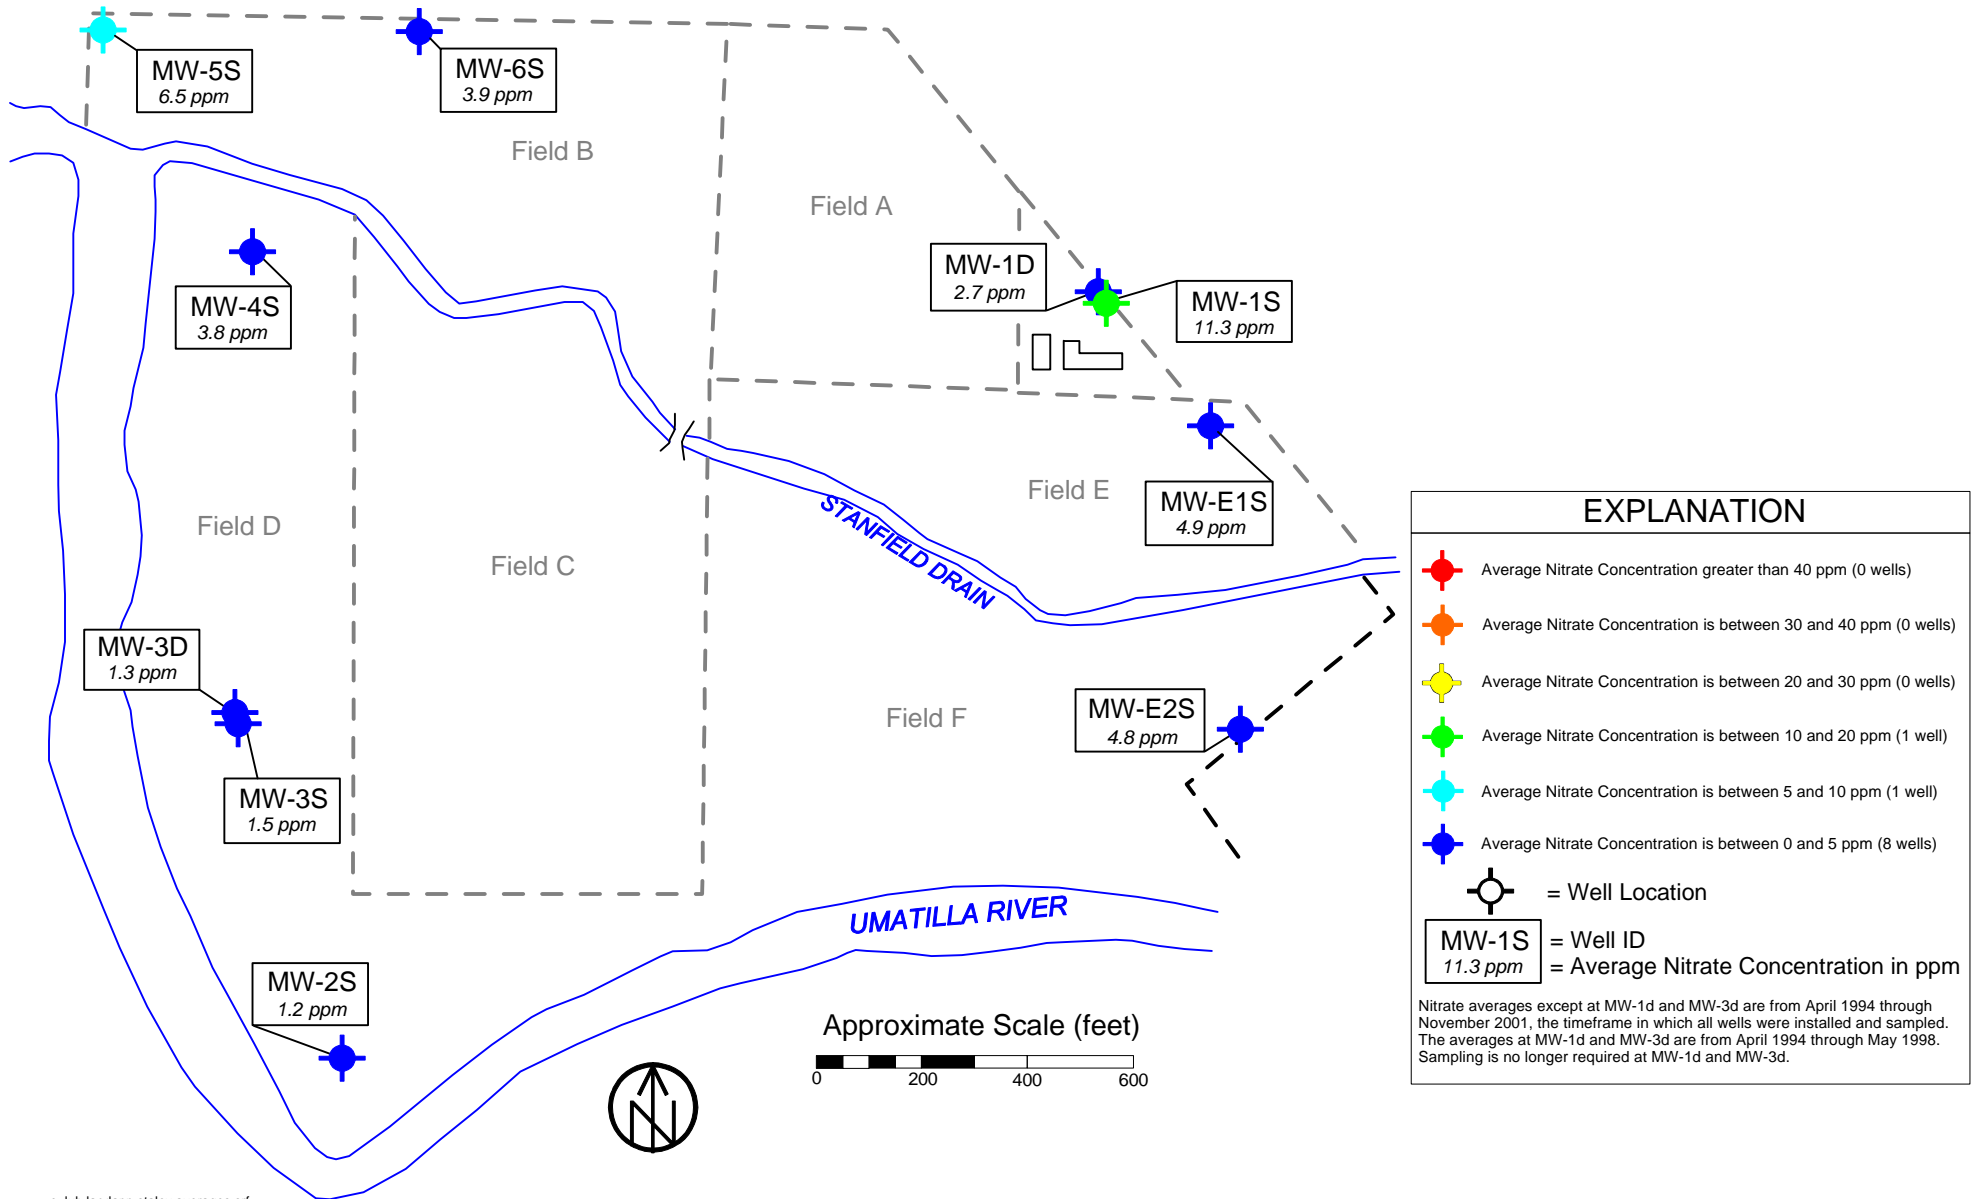 MW-5S
6.5 ppm
MW-6S
3.9 ppm
Field B
Field A
MW-1D
2.7 ppm
MW-1S
11.3 ppm
MW-4S
3.8 ppm
Field E
MW-E1S
4.9 ppm
Field D
Field C
STANFIELD DRAIN
MW-3D
1.3 ppm
Field F
MW-E2S
4.8 ppm
MW-3S
1.5 ppm
UMATILLA RIVER
MW-2S
1.2 ppm
Approximate Scale (feet)
0 200 400 600
N
EXPLANATION
Average Nitrate Concentration greater than 40 ppm (0 wells)
Average Nitrate Concentration is between 30 and 40 ppm (0 wells)
Average Nitrate Concentration is between 20 and 30 ppm (0 wells)
Average Nitrate Concentration is between 10 and 20 ppm (1 well)
Average Nitrate Concentration is between 5 and 10 ppm (1 well)
Average Nitrate Concentration is between 0 and 5 ppm (8 wells)
= Well Location
MW-1S = Well ID
11.3 ppm = Average Nitrate Concentration in ppm
Nitrate averages except at MW-1d and MW-3d are from April 1994 through
November 2001, the timeframe in which all wells were installed and sampled.
The averages at MW-1d and MW-3d are from April 1994 through May 1998.
Sampling is no longer required at MW-1d and MW-3d.